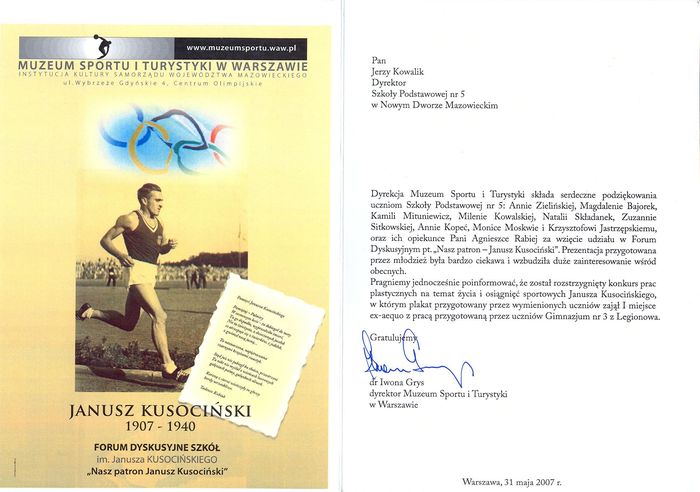 www.muzeumsportu.waw.pl
MUZEUM SPORTU I TURYSTYKI W WARSZAWIE
INSTYTUCJA KULTURY SAMORZĄDU WOJEWÓDZTWA MAZOWIECKIEGO
ul.Wybrzeże Gdyńskie 4, Centrum Olimpijskie
Pamięci Janusza Kusocińskiego
JANUSZ KUSOCIŃSKI
1907 - 1940
FORUM DYSKUSYJNE SZKÓŁ
im. Janusza KUSOCIŃSKIEGO
„Nasz patron Janusz Kusociński"
Pan
Jerzy Kowalik
Dyrektor
Szkoły Podstawowej nr 5
w Nowym Dworze Mazowieckim
Dyrekcja Muzeum Sportu i Turystyki składa serdeczne podziękowania
uczniom Szkoły Podstawowej nr 5: Annie Zielińskiej, Magdalenie Bajorek,
Kamili Mituniewicz, Milenie Kowalskiej, Natalii Składanek, Zuzannie
Sitkowskiej, Annie Kopeć, Monice Moskwie i Krzysztofowi Jastrzępskiemu,
oraz ich opiekunce Pani Agnieszce Rabiej za wzięcie udziału w Forum
Dyskusyjnym pt. „Nasz patron – Janusz Kusociński". Prezentacja przygotowana
przez młodzież była bardzo ciekawa i wzbudziła duże zainteresowanie wśród
obecnych.
Pragniemy jednocześnie poinformować, że został rozstrzygnięty konkurs prac
plastycznych na temat życia i osiągnięć sportowych Janusza Kusocińskiego,
w którym plakat przygotowany przez wymienionych uczniów zajął I miejsce
ex-aequo z pracą przygotowaną przez uczniów Gimnazjum nr 3 z Legionowa.
Gratulujemy
dr Iwona Grys
dyrektor Muzeum Sportu i Turystyki
w Warszawie
Warszawa, 31 maja 2007 r.